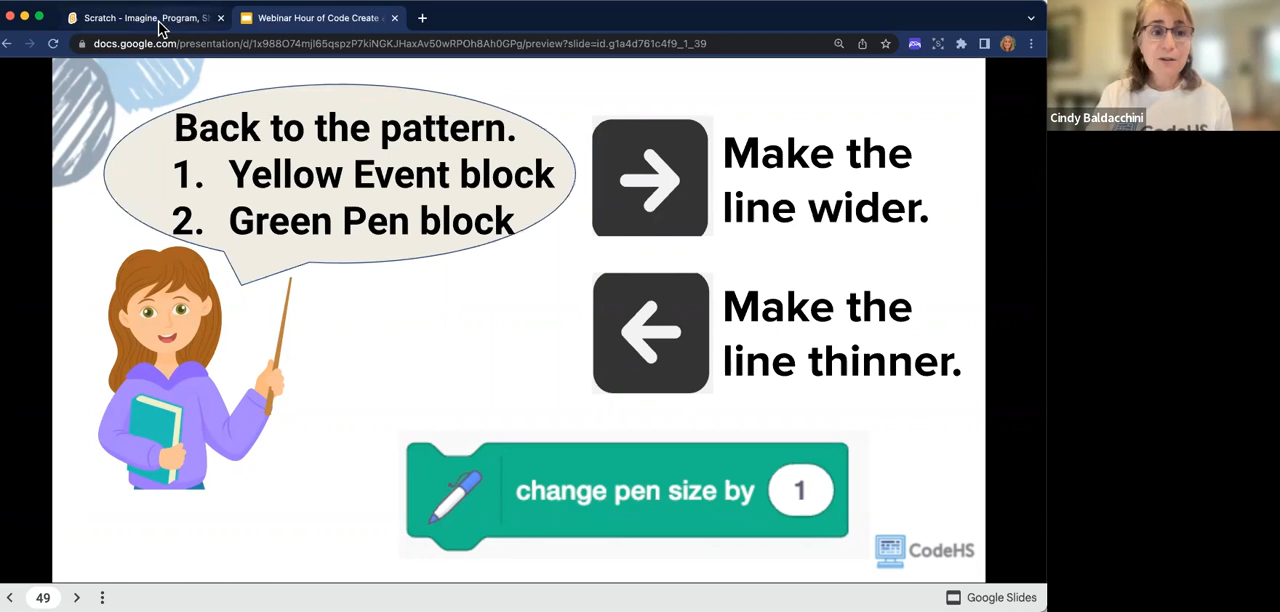 Scratch - Imagine, Program, S
Webinar Hour of Code Create
docs.google.com/presentation/d/1x988O74mjI65qspzP7kiNGKJHaxAv50wRPOh8Ah0GPg/preview?slide=id.g1a4d761c4f9_1_39
Back to the pattern.
1. Yellow Event block
2. Green Pen block
Make the
line wider.
Make the
line thinner.
change pen size by 1
CodeHS
Cindy Baldacchini
CodeHS
49
Google Slides